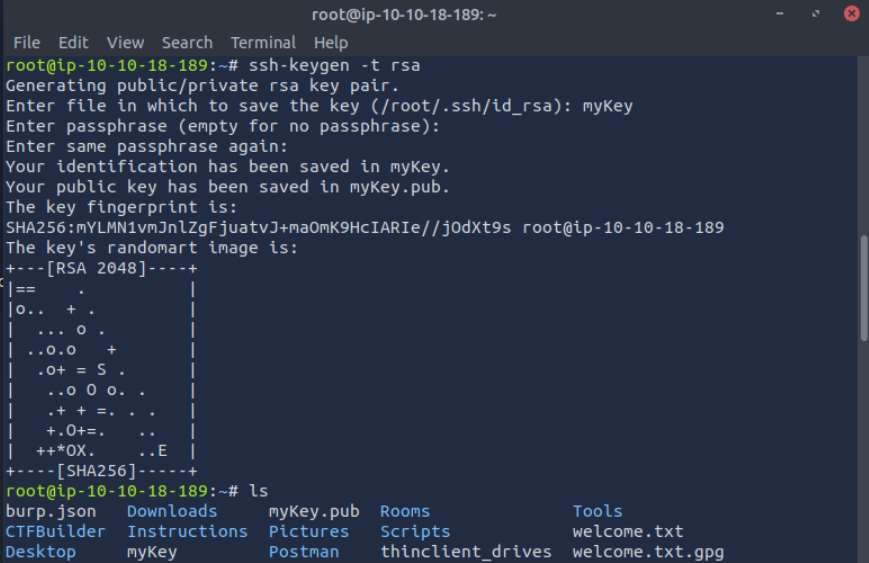 root@ip-10-10-18-189: ~
File Edit View Search Terminal Help
root@ip-10-10-18-189:~# ssh-keygen -t rsa
Generating public/private rsa key pair.
Enter file in which to save the key (/root/.ssh/id_rsa): myKey
Enter passphrase (empty for no passphrase):
Enter same passphrase again:
Your identification has been saved in myKey.
Your public key has been saved in myKey.pub.
The key fingerprint is:
SHA256:mYLMN1vmJnlZgFjuatvJ+maOmK9HcIARIe//jOdXt9s root@ip-10-10-18-189
The key's randomart image is:
+---[RSA 2048]----+
|==    .          |
|o..  + .         |
|  ... o .        |
| ..o.o   +       |
|  .o+ = S .      |
|   ..o O o. .    |
|   .+ + =. . .   |
|   +.O+=.   ..   |
|  ++*OX.    ..E  |
+----[SHA256]-----+
root@ip-10-10-18-189:~# ls
burp.json   Downloads     myKey.pub  Rooms              Tools
CTFBuilder  Instructions  Pictures   Scripts            welcome.txt
Desktop     myKey         Postman    thinclient_drives  welcome.txt.gpg